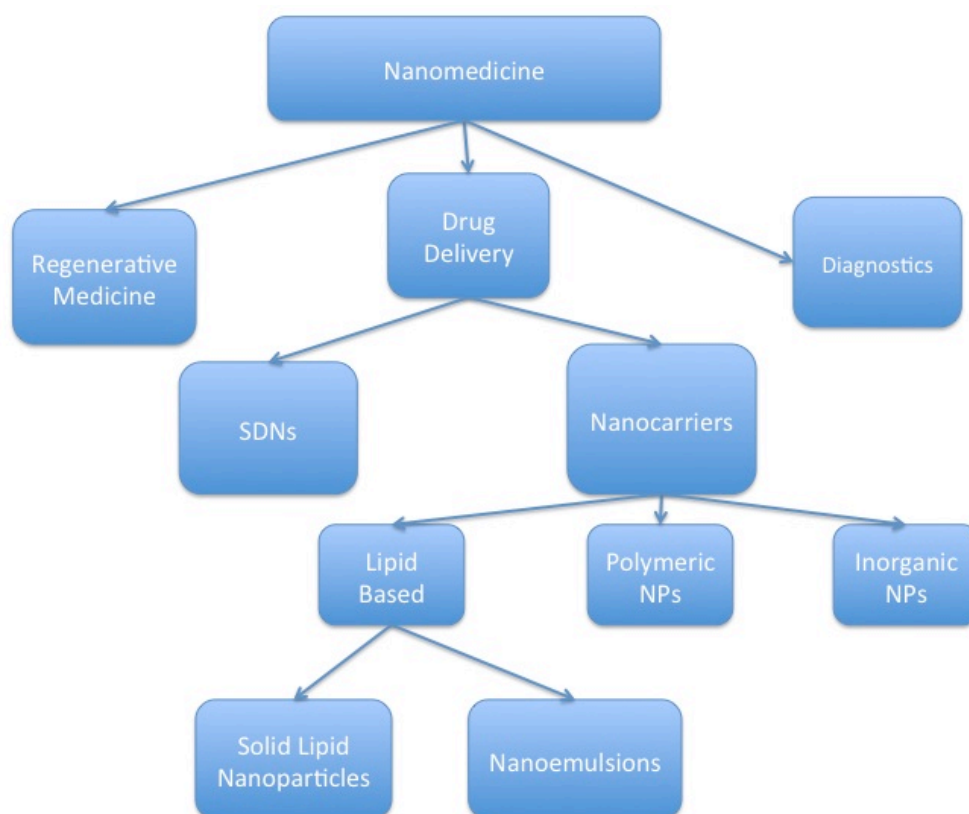 Nanomedicine
Regenerative
Medicine
Drug
Delivery
Diagnostics
SDNs
Nanocarriers
Lipid
Based
Polymeric
NPs
Inorganic
NPs
Solid Lipid
Nanoparticles
Nanoemulsions